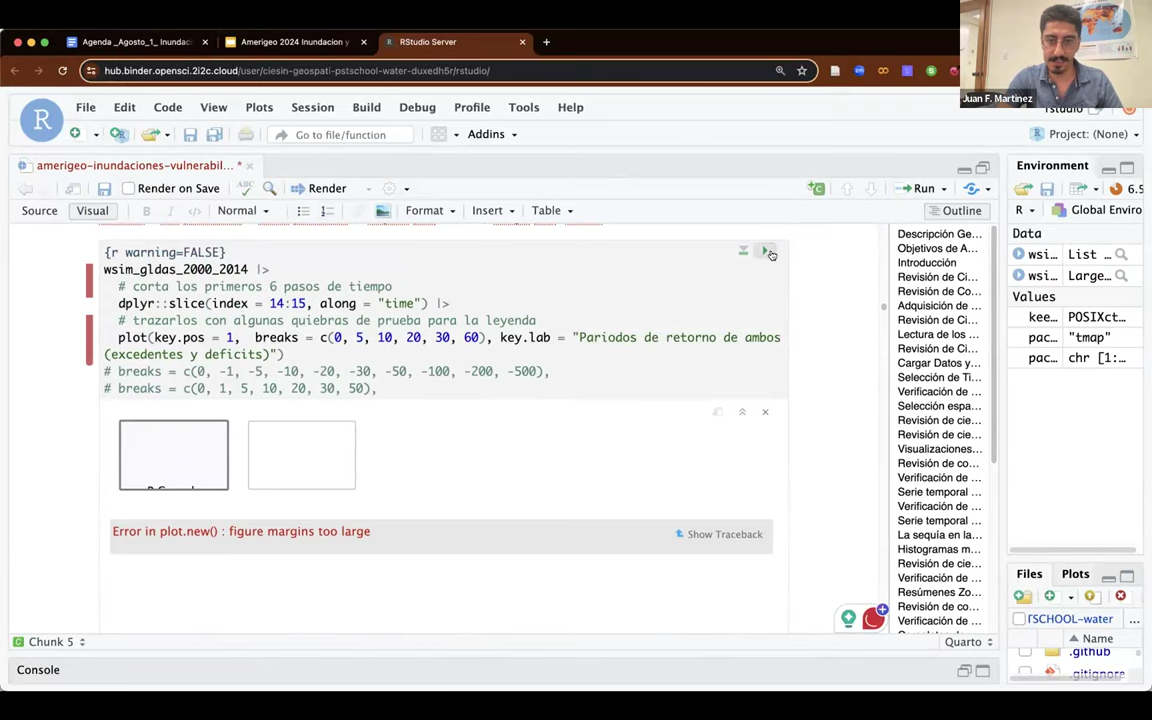 Agenda _Agosto_1_ Inundaci
Amerigeo 2024 Inundacion y
RStudio Server
hub.binder.opensci.2i2c.cloud/user/ciesin-geospati-pstschool-water-duxedh5r/rstudio/
Juan F. Martinez
rstudio
R
File
Edit
Code
View
Plots
Session
Build
Debug
Profile
Tools
Help
Go to file/function
Addins
R
Project: (None)
amerigeo-inundaciones-vulnerabil... *
Render on Save
ABC
Render
Run
Source
Visual
B
I
Normal
Format
Insert
Table
Outline
{r warning=FALSE}
wsim_gldas_2000_2014 |>
# corta los primeros 6 pasos de tiempo
dplyr::slice(index = 14:15, along = "time") |>
# trazarlos con algunas quiebras de prueba para la leyenda
plot(key.pos = 1,  breaks = c(0, 5, 10, 20, 30, 60), key.lab = "Pariodos de retorno de ambos
(excedentes y deficits)")
# breaks = c(0, -1, -5, -10, -20, -30, -50, -100, -200, -500),
# breaks = c(0, 1, 5, 10, 20, 30, 50),
Error in plot.new() : figure margins too large
Show Traceback
Chunk 5
Quarto
Console
Descripción Ge...
Objetivos de A...
Introducción
Revisión de Ci...
Revisión de Co...
Adquisición de
Revisión de Ci...
Lectura de los ...
Revisión de Ci...
Cargar Datos y...
Selección de Ti...
Verificación de ...
Selección espa...
Revisión de cie...
Revisión de cie...
Visualizaciones...
Revisión de co...
Verificación de ...
Serie temporal ...
Verificación de ...
Serie temporal ...
La sequía en la...
Histogramas m...
Revisión de cie...
Verificación de ...
Resúmenes Zo...
Revisión de co...
Verificación de ...
Environment
6.5
R
Global Enviro
Data
wsi...
List ...
wsi...
Large...
Values
kee...
POSIXct...
pac...
"tmap"
pac...
chr [1:...
Files
Plots
TSCHOOL-water
...
Name
.github
.gitignore